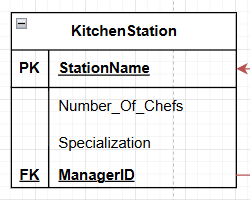 KitchenStation
PK StationName
Number_Of_Chefs
Specialization
FK ManagerID